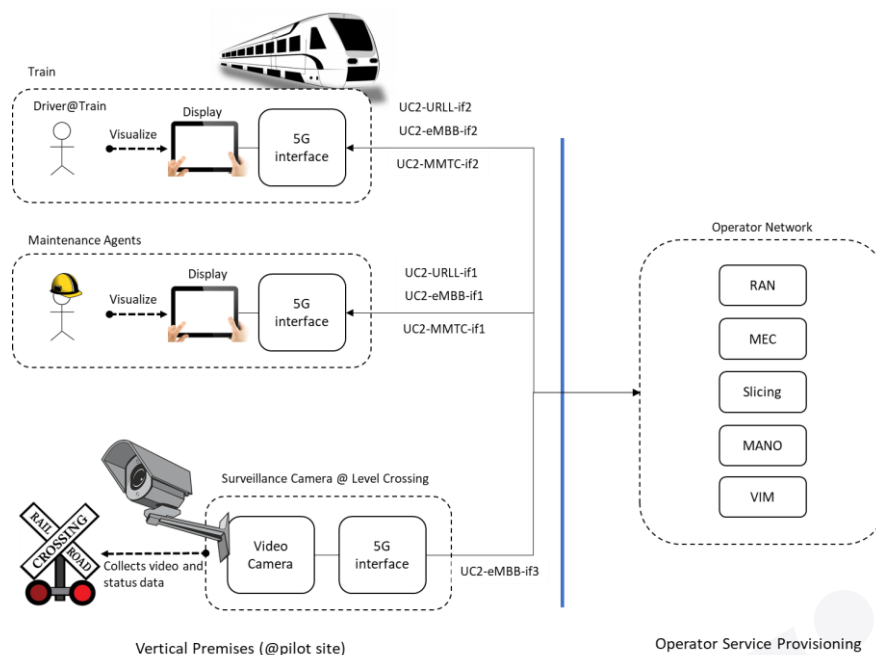 Train
Driver@Train
Visualize
Display
5G
interface
UC2-URLL-if2
UC2-eMBB-if2
UC2-MMTC-if2
Maintenance Agents
Visualize
Display
5G
interface
UC2-URLL-if1
UC2-eMBB-if1
UC2-MMTC-if1
Surveillance Camera @ Level Crossing
RAIL
CROSSING
ROAD
Collects video and
status data
Video
Camera
5G
interface
UC2-eMBB-if3
Vertical Premises (@pilot site)
Operator Network
RAN
MEC
Slicing
MANO
VIM
Operator Service Provisioning